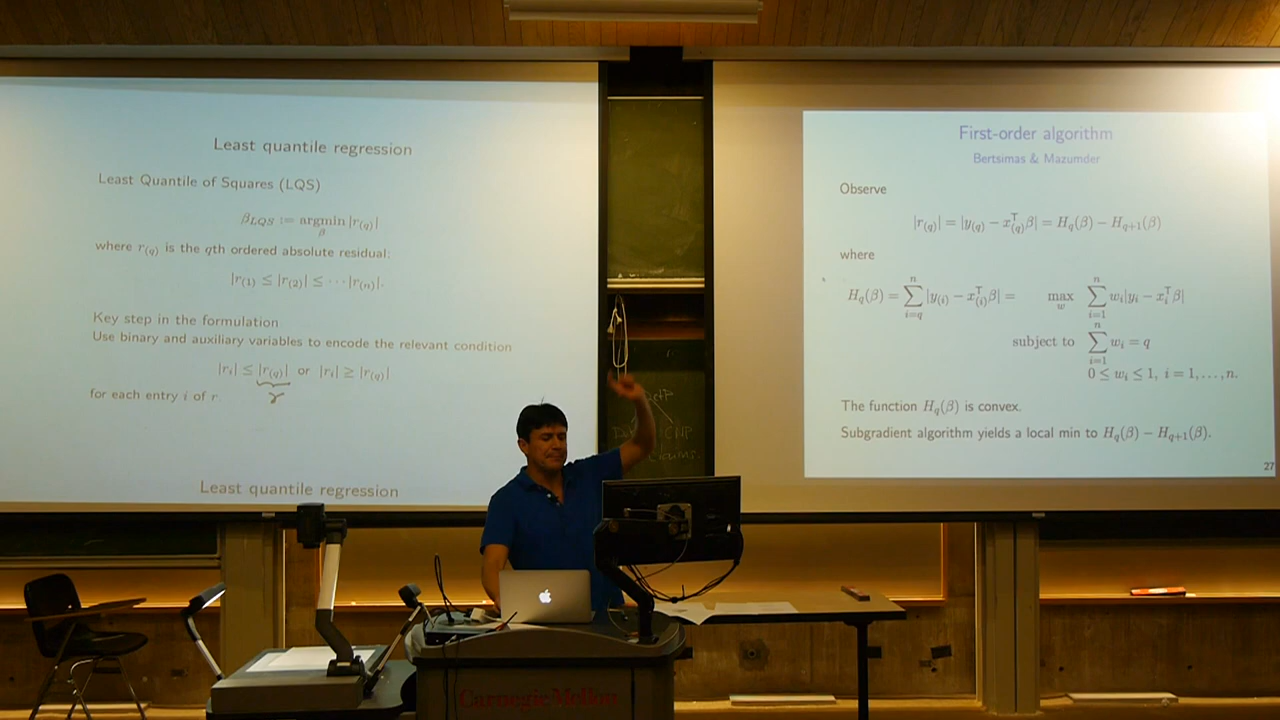 Least quantile regression
Least Quantile of Squares (LQS)
β_LQS := argmin_β |r_(q)|
where r_(q) is the qth ordered absolute residual:
|r_(1)| ≤ |r_(2)| ≤ ⋯ |r_(n)|.
Key step in the formulation
Use binary and auxiliary variables to encode the relevant condition
|r_i| ≤ |r_(q)| or |r_i| ≥ |r_(q)|
γ
for each entry i of r
Least quantile regression
First-order algorithm
Bertsimas & Mazumder
Observe
|r_(q)| = |y_(q) − x_(q)^T β| = H_q(β) − H_{q+1}(β)
where
H_q(β) = ∑_{i=q}^n |y_(i) − x_(i)^T β| = max_w ∑_{i=1}^n w_i|y_i − x_i^T β|
subject to ∑_{i=1}^n w_i = q
0 ≤ w_i ≤ 1, i = 1, . . . , n.
The function H_q(β) is convex.
Subgradient algorithm yields a local min to H_q(β) − H_{q+1}(β).
27
CNP
Carnegie Mellon